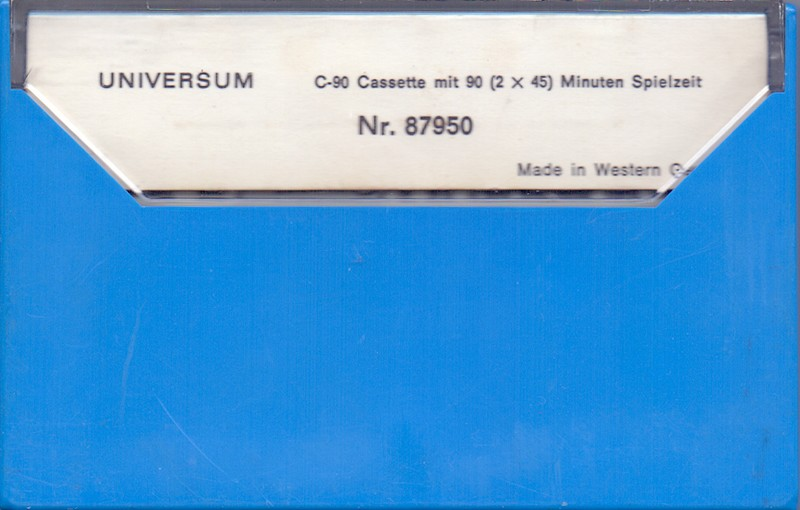 UNIVERSUM C-90 Cassette mit 90 (2 × 45) Minuten Spielzeit
Nr. 87950
Made in Western